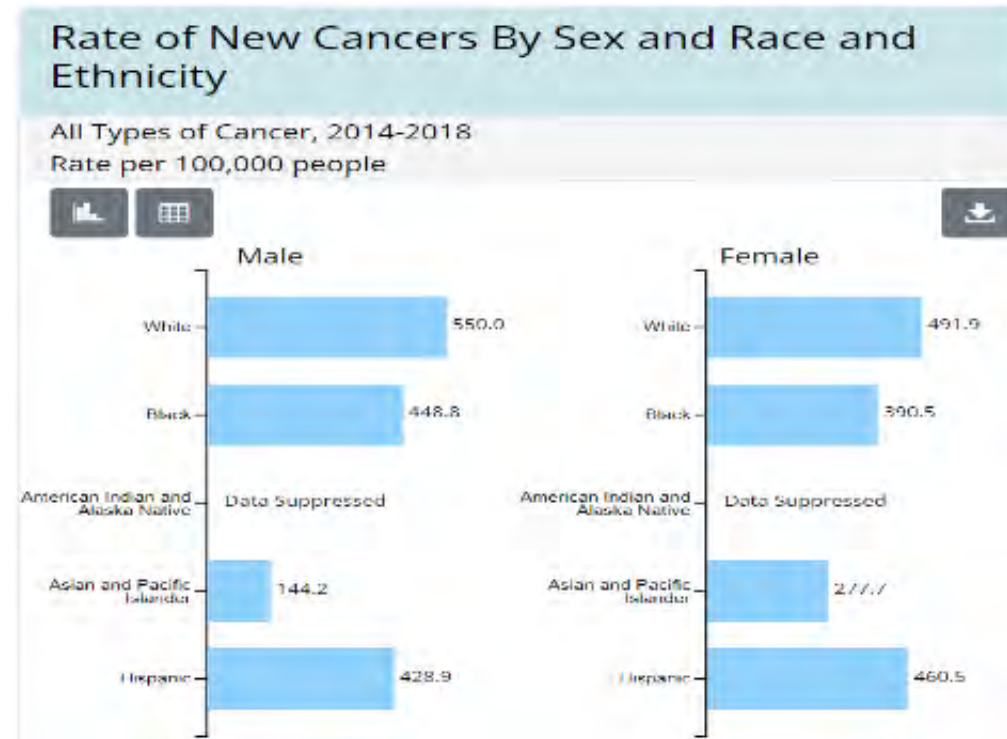 Rate of New Cancers By Sex and Race and
Ethnicity
All Types of Cancer, 2014-2018
Rate per 100,000 people
Male
White
550.0
Black
448.8
American Indian and
Alaska Native
Data Suppressed
Asian and Pacific
Islander
144.2
Hispanic
428.9
Female
White
491.9
Black
390.5
American Indian and
Alaska Native
Data Suppressed
Asian and Pacific
Islander
277.7
Hispanic
460.5